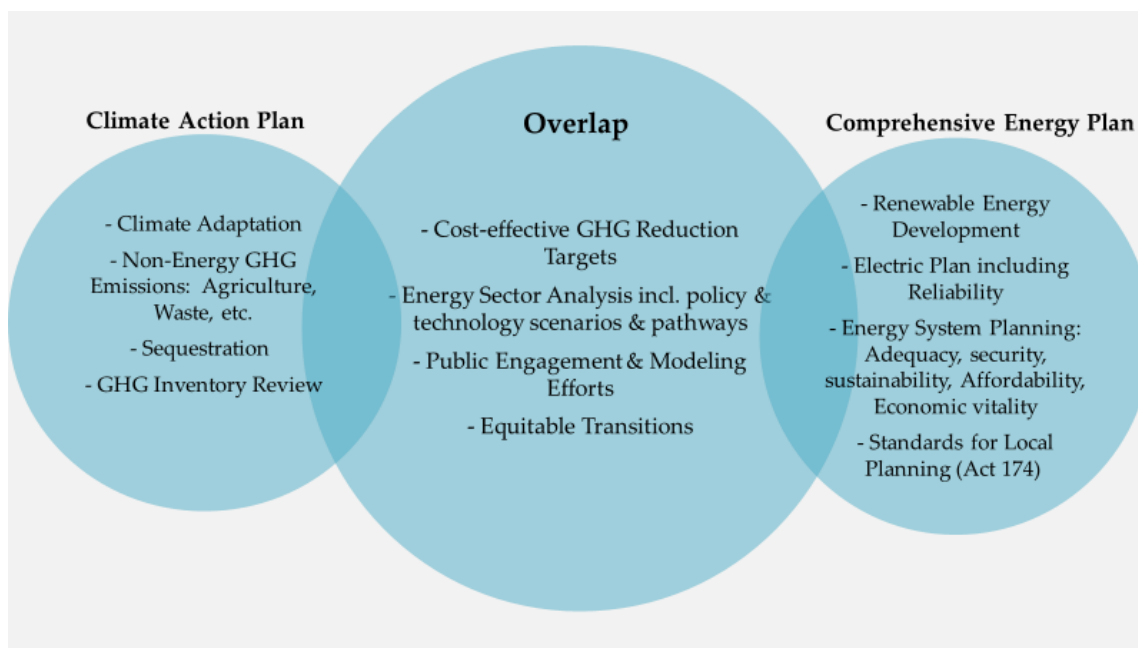 Climate Action Plan
- Climate Adaptation
- Non-Energy GHG
Emissions: Agriculture,
Waste, etc.
- Sequestration
- GHG Inventory Review
Overlap
- Cost-effective GHG Reduction
Targets
- Energy Sector Analysis incl. policy &
technology scenarios & pathways
- Public Engagement & Modeling
Efforts
- Equitable Transitions
Comprehensive Energy Plan
- Renewable Energy
Development
- Electric Plan including
Reliability
- Energy System Planning:
Adequacy, security,
sustainability, Affordability,
Economic vitality
- Standards for Local
Planning (Act 174)